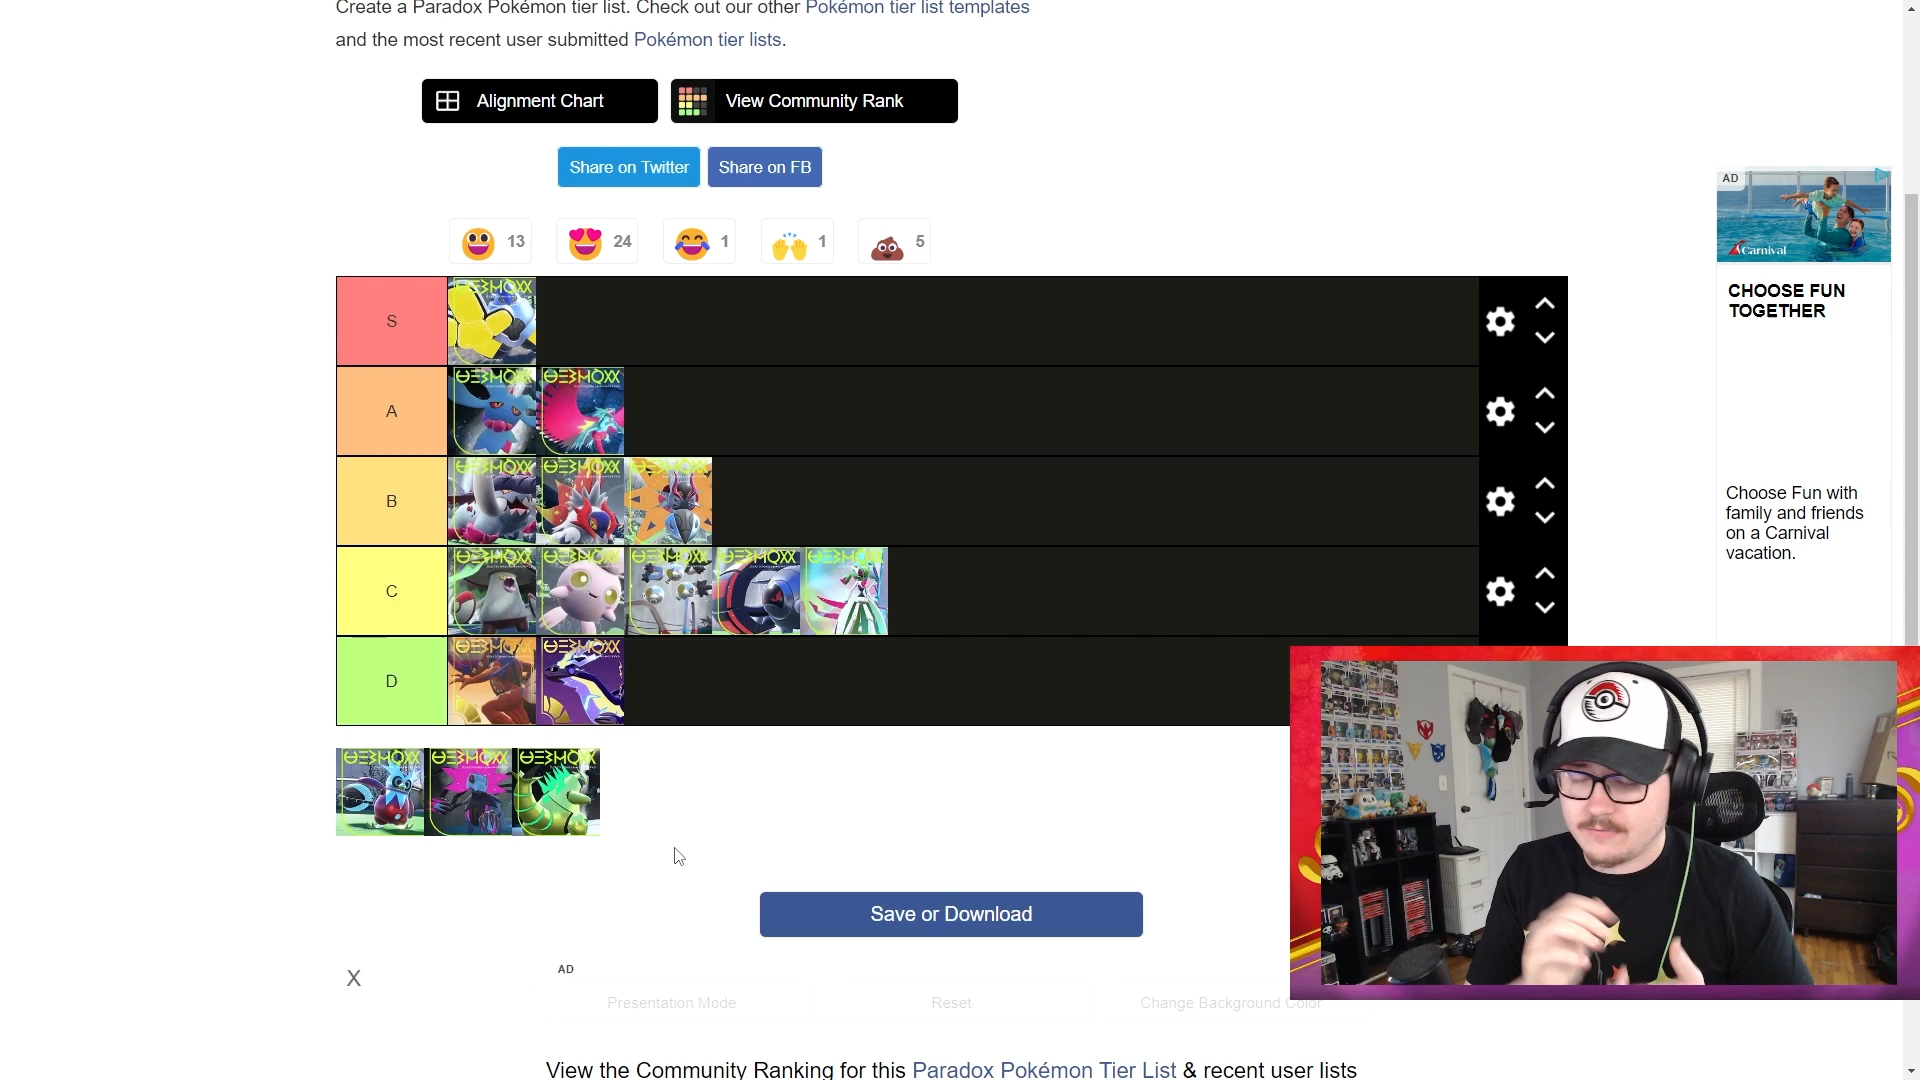 Create a Paradox Pokémon tier list. Check out our other Pokémon tier list templates
and the most recent user submitted Pokémon tier lists.
Alignment Chart
View Community Rank
Share on Twitter
Share on FB
13
24
1
1
5
S
A
B
C
D
AD
Carnival
CHOOSE FUN
TOGETHER
Choose Fun with
family and friends
on a Carnival
vacation.
Save or Download
X
AD
Presentation Mode
Reset
Change Background Color
View the Community Ranking for this Paradox Pokémon Tier List & recent user lists